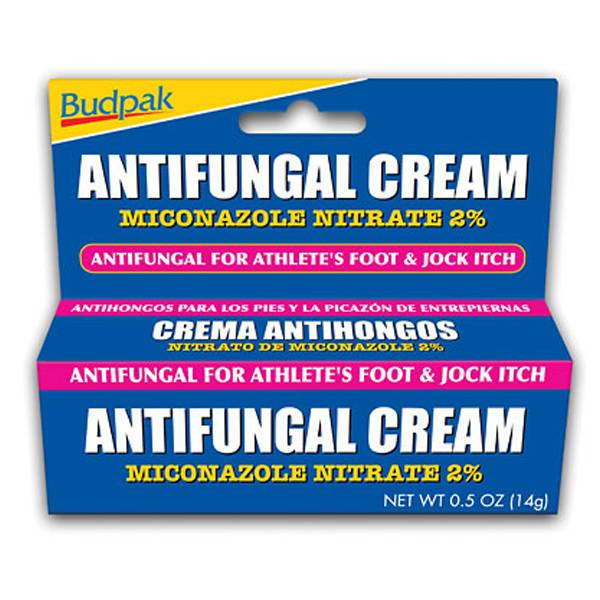 Budpak
ANTIFUNGAL CREAM
MICONAZOLE NITRATE 2%
ANTIFUNGAL FOR ATHLETE'S FOOT & JOCK ITCH
ANTIHONGOS PARA LOS PIES Y LA PICAZÓN DE ENTREPIERNAS
CREMA ANTIHONGOS
NITRATO DE MICONAZOLE 2%
ANTIFUNGAL FOR ATHLETE'S FOOT & JOCK ITCH
ANTIFUNGAL CREAM
MICONAZOLE NITRATE 2%
NET WT 0.5 OZ (14g)